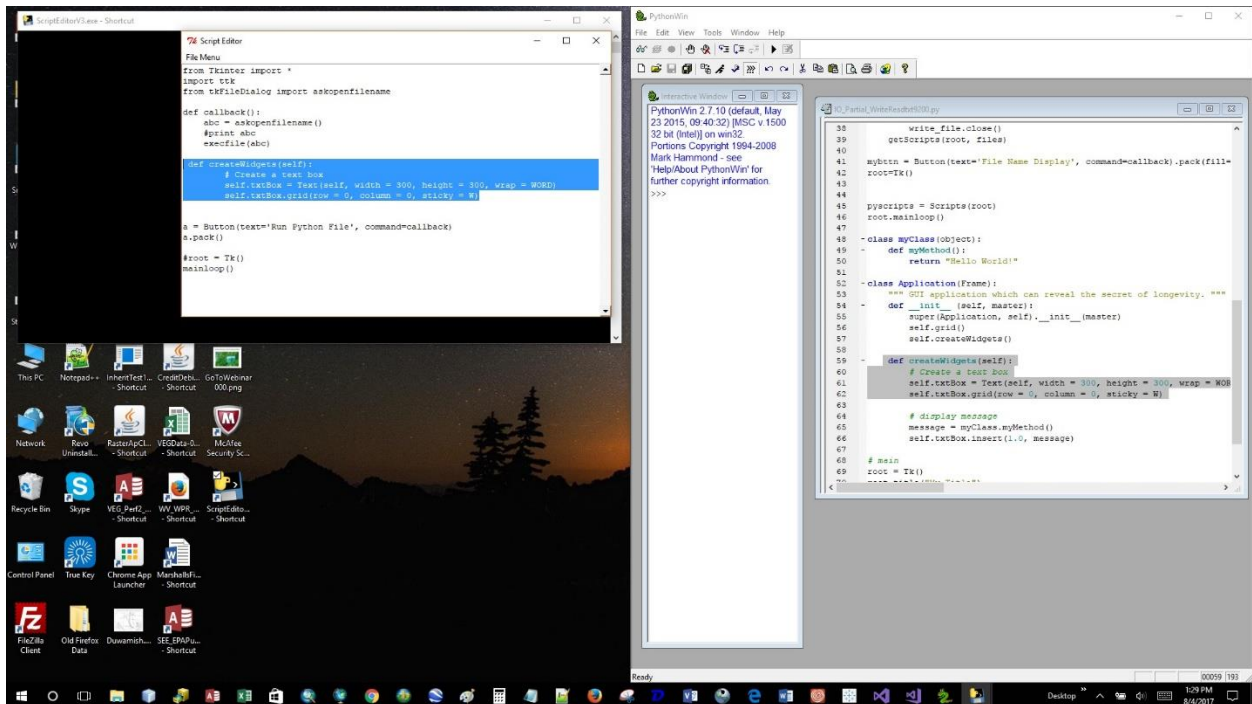 ScriptEditorV3.exe - Shortcut
Script Editor
File Menu
from Tkinter import *
import ttk
from tkFileDialog import askopenfilename
def callback():
abc = askopenfilename()
#print abc
execfile(abc)
def createWidgets(self):
# Create a text box
self.txtBox = Text(self, width = 300, height = 300, wrap = WORD)
self.txtBox.grid(row = 0, column = 0, sticky = W)
a = Button(text='Run Python File', command=callback)
a.pack()
#root = Tk()
mainloop()
This PC
Notepad++
InherentTest1... - Shortcut
CreditDebi... - Shortcut
GoToWebinar 000.png
Network
Revo Uninstall...
RasterApCl... - Shortcut
VEGData-0... - Shortcut
McAfee Security Sc...
Recycle Bin
Skype
VEG_Perf2_... - Shortcut
WV_WPR_... - Shortcut
ScriptEdito... - Shortcut
Control Panel
True Key
Chrome App Launcher
MarshallsFi... - Shortcut
FileZilla Client
Old Firefox Data
Duwamish....
SEE_EPAPu... - Shortcut
PythonWin
File Edit View Tools Window Help
Interactive Window
PythonWin 2.7.10 (default, May
23 2015, 09:40:32) [MSC v.1500
32 bit (Intel)] on win32.
Portions Copyright 1994-2008
Mark Hammond - see
'Help/About PythonWin' for
further copyright information.
>>>
IO_Partial_WriteReadtxt9200.py
38 write_file.close()
39 getScripts(root, files)
40
41 mybttn = Button(text='File Name Display', command=callback).pack(fill=
42 root=Tk()
43
44
45 pyscripts = Scripts(root)
46 root.mainloop()
47
48 - class myClass(object):
49 - def myMethod():
50 return "Hello World!"
51
52 - class Application(Frame):
53 """ GUI application which can reveal the secret of longevity. """
54 - def __init__ (self, master):
55 super(Application, self).__init__(master)
56 self.grid()
57 self.createWidgets()
58
59 - def createWidgets(self):
60 # Create a text box
61 self.txtBox = Text(self, width = 300, height = 300, wrap = WOR
62 self.txtBox.grid(row = 0, column = 0, sticky = W)
63
64 # display message
65 message = myClass.myMethod()
66 self.txtBox.insert(1.0, message)
67
68 # main
69 root = Tk()
Ready
00059 193
Desktop
1:29 PM
8/4/2017